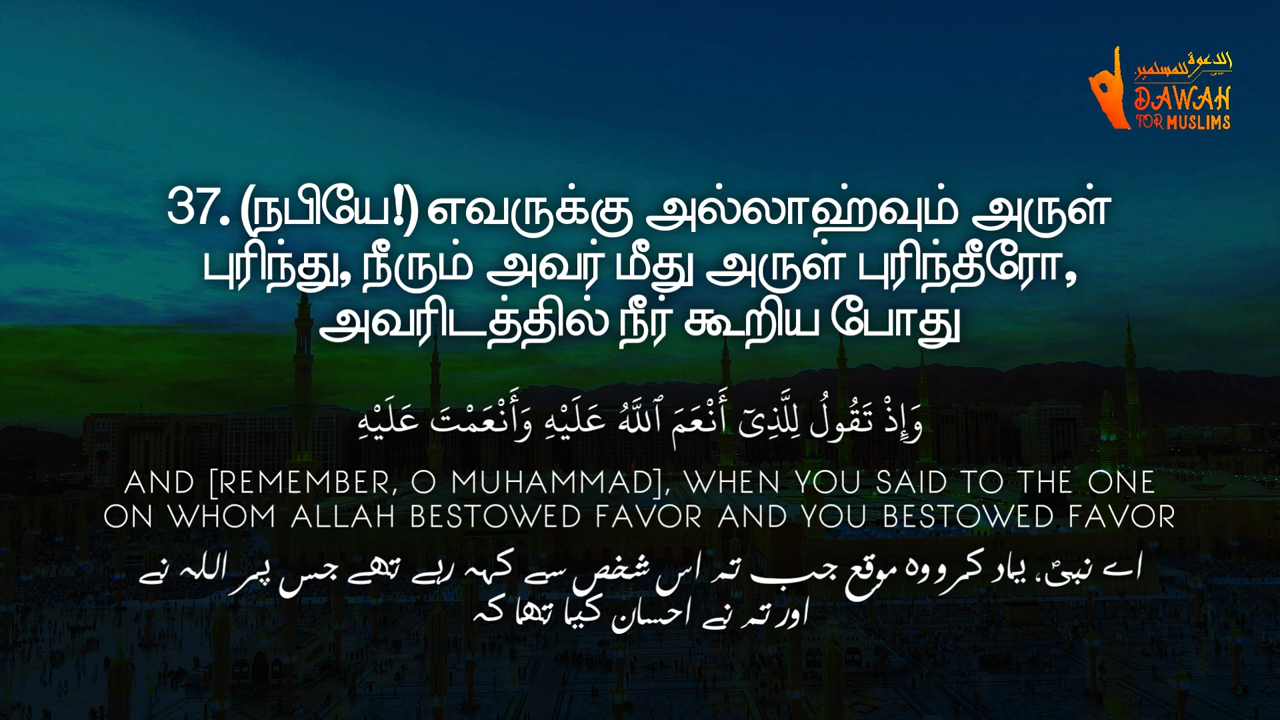 الدعوة للمسلمين
DAWAH
FOR MUSLIMS
37. (நபியே!) எவருக்கு அல்லாஹ்வும் அருள்
புரிந்து, நீரும் அவர் மீது அருள் புரிந்தீரோ,
அவரிடத்தில் நீர் கூறிய போது
وَإِذْ تَقُولُ لِلَّذِىٓ أَنْعَمَ ٱللَّهُ عَلَيْهِ وَأَنْعَمْتَ عَلَيْهِ
AND [REMEMBER, O MUHAMMAD], WHEN YOU SAID TO THE ONE
ON WHOM ALLAH BESTOWED FAVOR AND YOU BESTOWED FAVOR
اے نبیؐ، یاد کرو وہ موقع جب تم اس شخص سے کہہ رہے تھے جس پر اللہ نے
اور تم نے احسان کیا تھا کہ